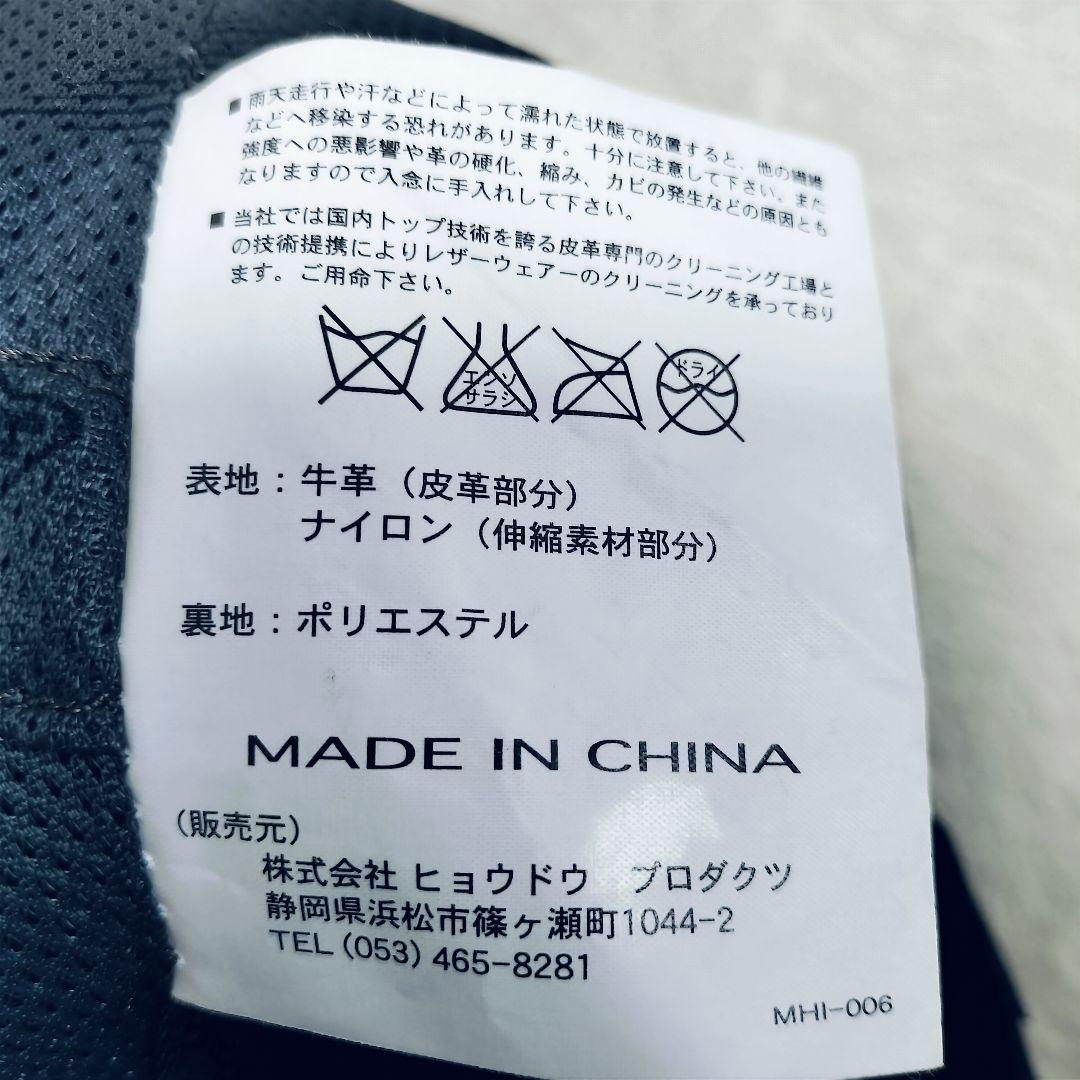 ■ 雨天走行や汗などによって濡れた状態で放置すると、他の繊維
などへ移染する恐れがあります。十分に注意して下さい。また
強度への悪影響や革の硬化、縮み、カビの発生などの原因とも
なりますので入念に手入れして下さい。
■ 当社では国内トップ技術を誇る皮革専門のクリーニング工場と
の技術提携によりレザーウェアーのクリーニングを承っており
ます。ご用命下さい。
エンソ
サラシ
ドライ
表地：牛革（皮革部分）
ナイロン（伸縮素材部分）
裏地：ポリエステル
MADE IN CHINA
（販売元）
株式会社 ヒョウドウ　プロダクツ
静岡県浜松市篠ヶ瀬町1044-2
TEL (053) 465-8281
MHI-006